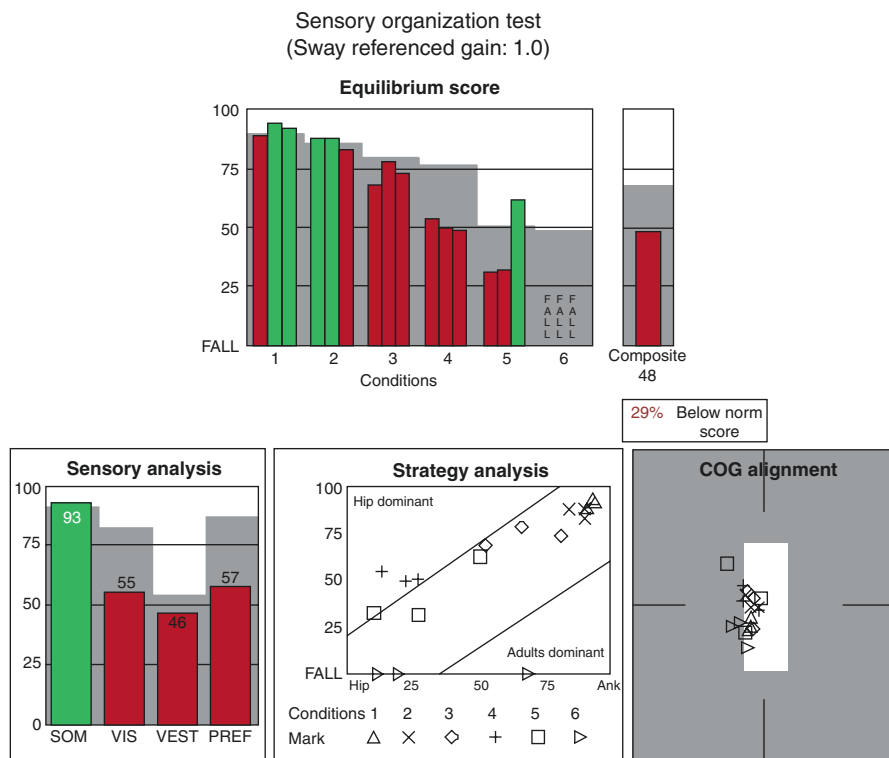 Sensory organization test
(Sway referenced gain: 1.0)
Equilibrium score
100
75
50
25
FALL
FALL FALL FALL
1 2 3 4 5 6
Conditions
Composite
48
29% Below norm
score
Sensory analysis
100
75
50
25
0
93
55
46
57
SOM VIS VEST PREF
Strategy analysis
100
75
50
25
FALL
Hip dominant
Adults dominant
Hip 25 50 75 Ank
Conditions 1 2 3 4 5 6
Mark
COG alignment